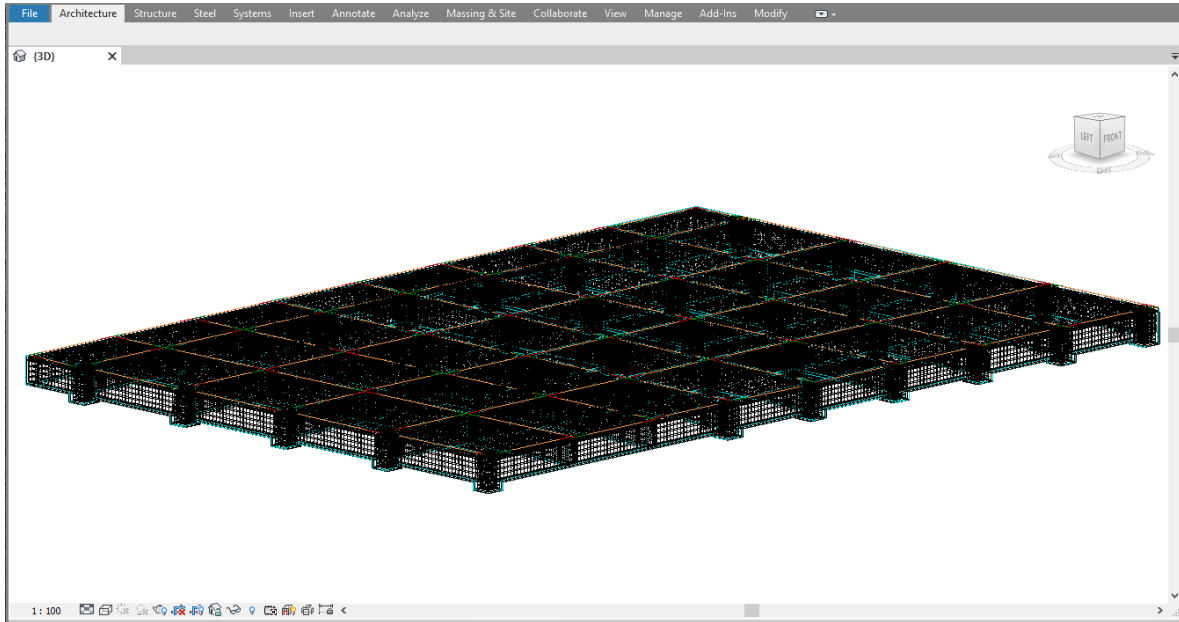 File Architecture Structure Steel Systems Insert Annotate Analyze Massing & Site Collaborate View Manage Add-Ins Modify
{3D}
LEFT FRONT
1 : 100